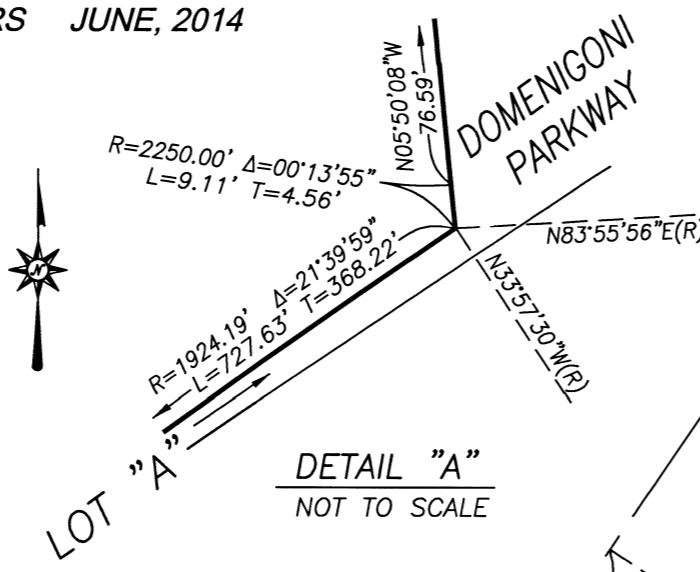 RS JUNE, 2014
N05°50'08"W
76.59'
DOMENIGONI
PARKWAY
R=2250.00' Δ=00°13'55"
L=9.11' T=4.56'
N83°55'56"E(R)
R=1924.19' Δ=21°39'59"
L=727.63' T=368.22'
N33°57'30"W(R)
N
LOT "A"
DETAIL "A"
NOT TO SCALE